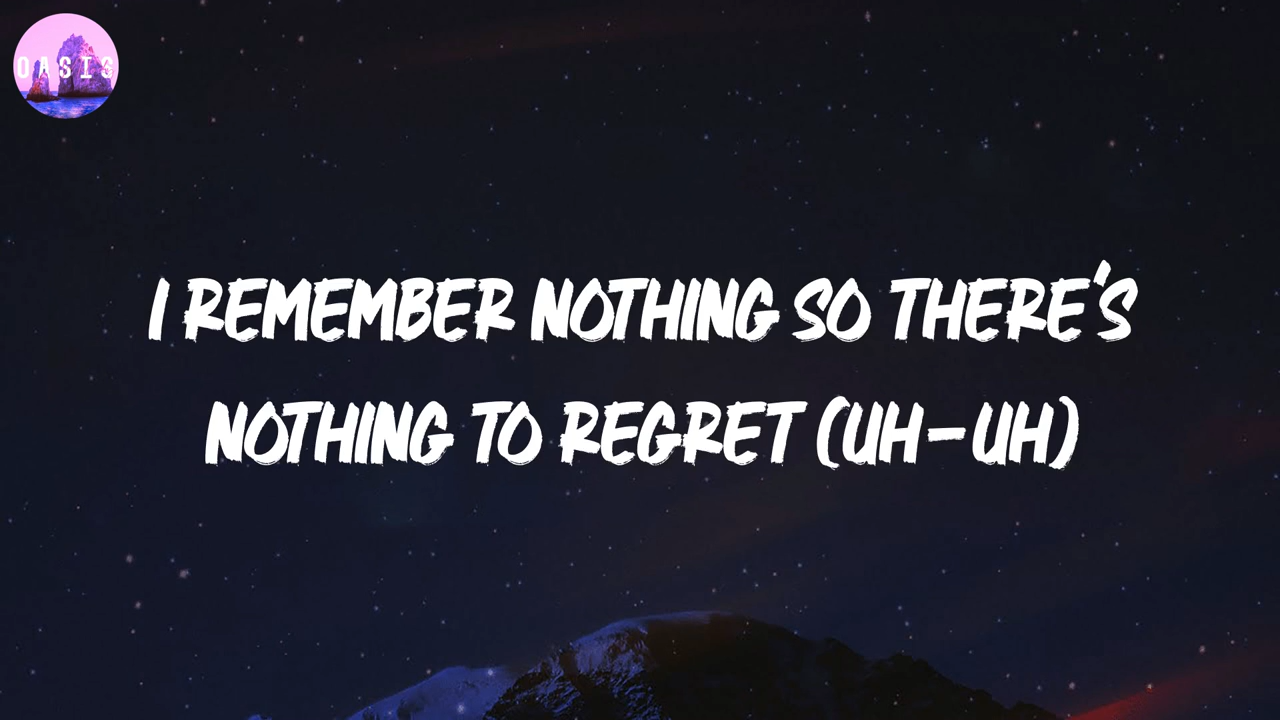 OASIS
I REMEMBER NOTHING SO THERE'S
NOTHING TO REGRET (UH-UH)